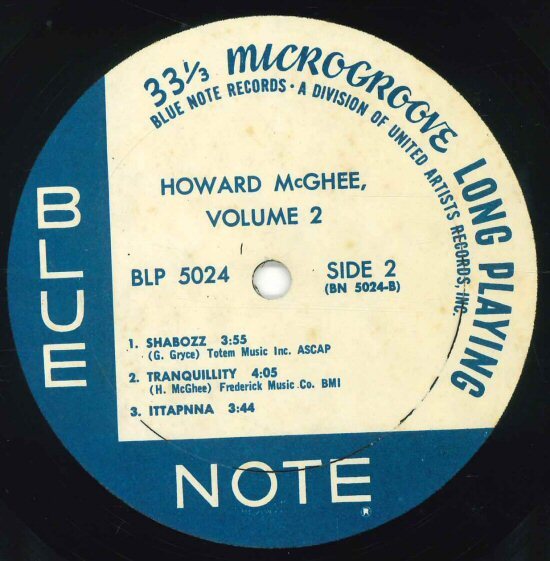 33⅓ MICROGROOVE LONG PLAYING
BLUE NOTE RECORDS • A DIVISION OF UNITED ARTISTS RECORDS, INC.
HOWARD McGHEE,
VOLUME 2
BLP 5024
SIDE 2
(BN 5024-B)
1. SHABOZZ 3:55
(G. Gryce) Totem Music Inc. ASCAP
2. TRANQUILLITY 4:05
(H. McGhee) Frederick Music Co. BMI
3. ITTAPNNA 3:44
BLUE
NOTE
®